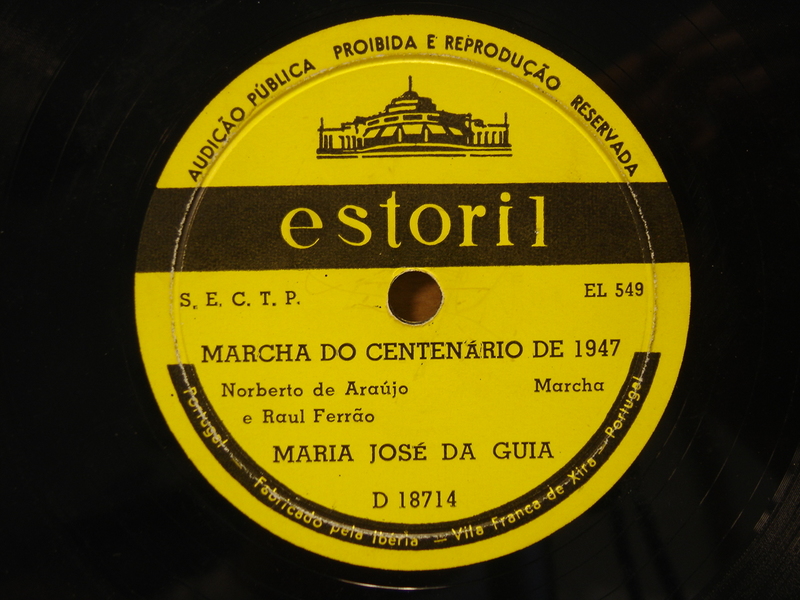 AUDIÇÃO PÚBLICA PROIBIDA E REPRODUÇÃO RESERVADA
estoril
S. E. C. T. P.
EL 549
MARCHA DO CENTENÁRIO DE 1947
Norberto de Araújo
e Raul Ferrão
Marcha
MARIA JOSÉ DA GUIA
D 18714
Portugal — Fabricado pela Ibéria — Vila Franca de Xira — Portugal